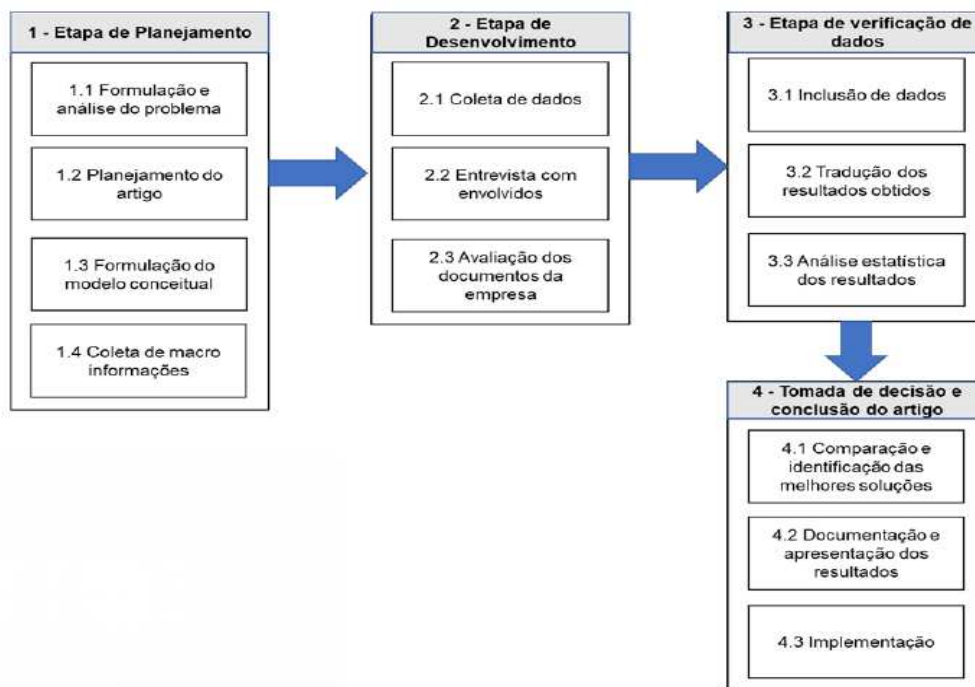 1 - Etapa de Planejamento
1.1 Formulação e
análise do problema
1.2 Planejamento do
artigo
1.3 Formulação do
modelo conceitual
1.4 Coleta de macro
informações
2 - Etapa de
Desenvolvimento
2.1 Coleta de dados
2.2 Entrevista com
envolvidos
2.3 Avaliação dos
documentos da
empresa
3 - Etapa de verificação de
dados
3.1 Inclusão de dados
3.2 Tradução dos
resultados obtidos
3.3 Análise estatística
dos resultados
4 - Tomada de decisão e
conclusão do artigo
4.1 Comparação e
identificação das
melhores soluções
4.2 Documentação e
apresentação dos
resultados
4.3 Implementação